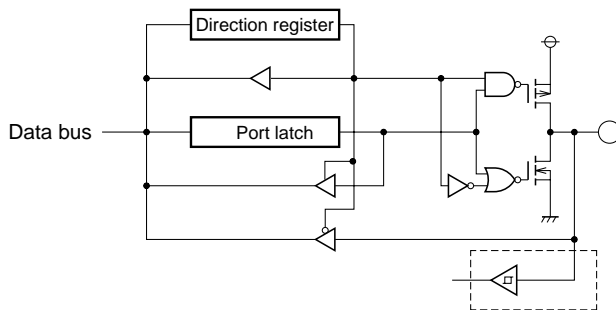 Direction register
Data bus
Port latch